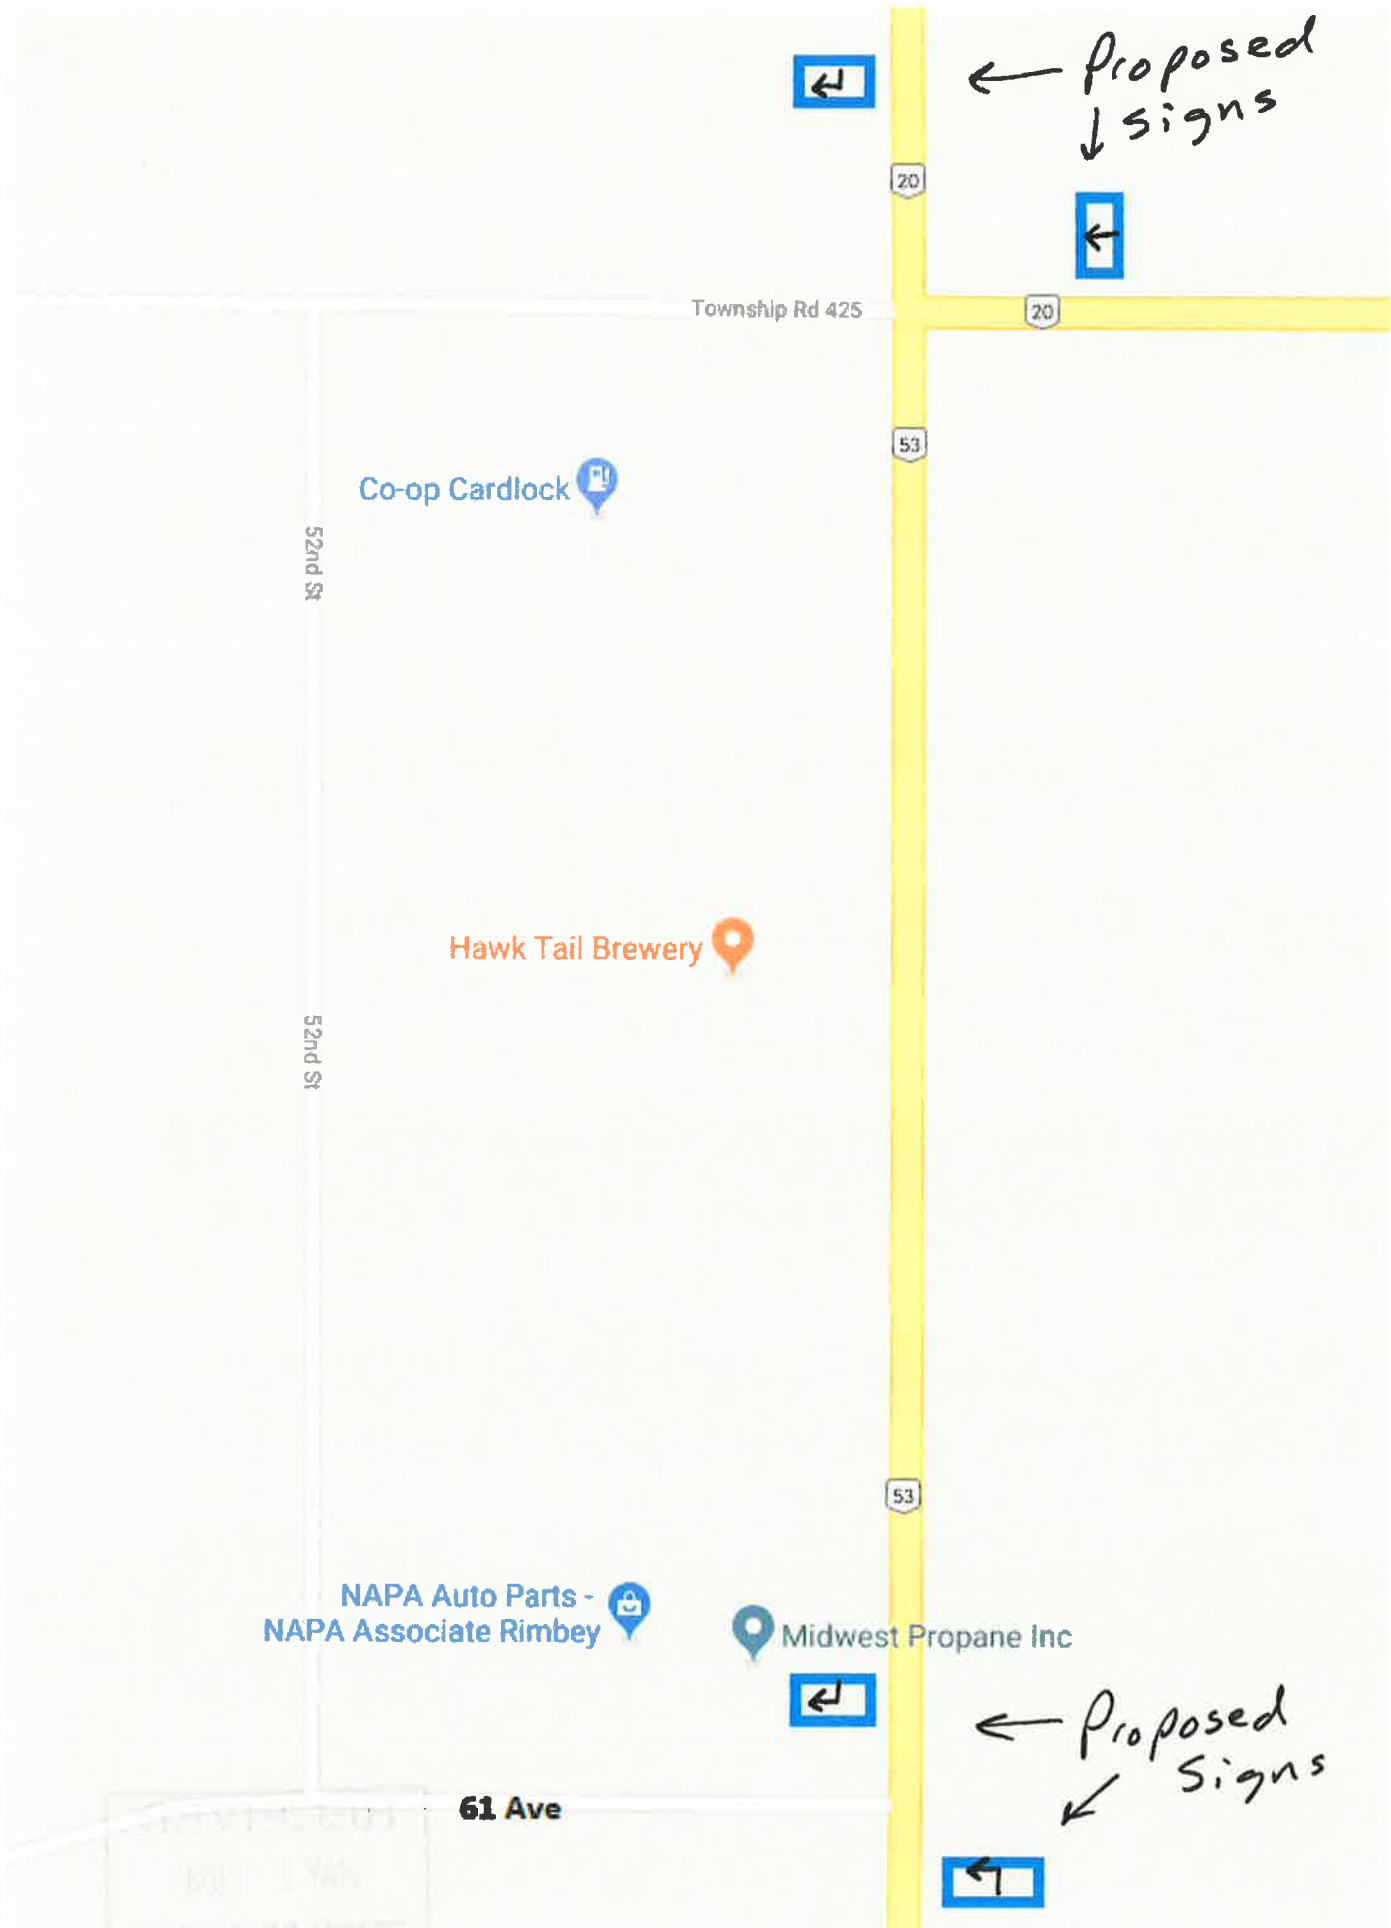 ← Proposed
↓ Signs
20
Township Rd 425
20
53
Co-op Cardlock
52nd St
Hawk Tail Brewery
52nd St
53
NAPA Auto Parts -
NAPA Associate Rimbey
Midwest Propane Inc
← Proposed
Signs
61 Ave